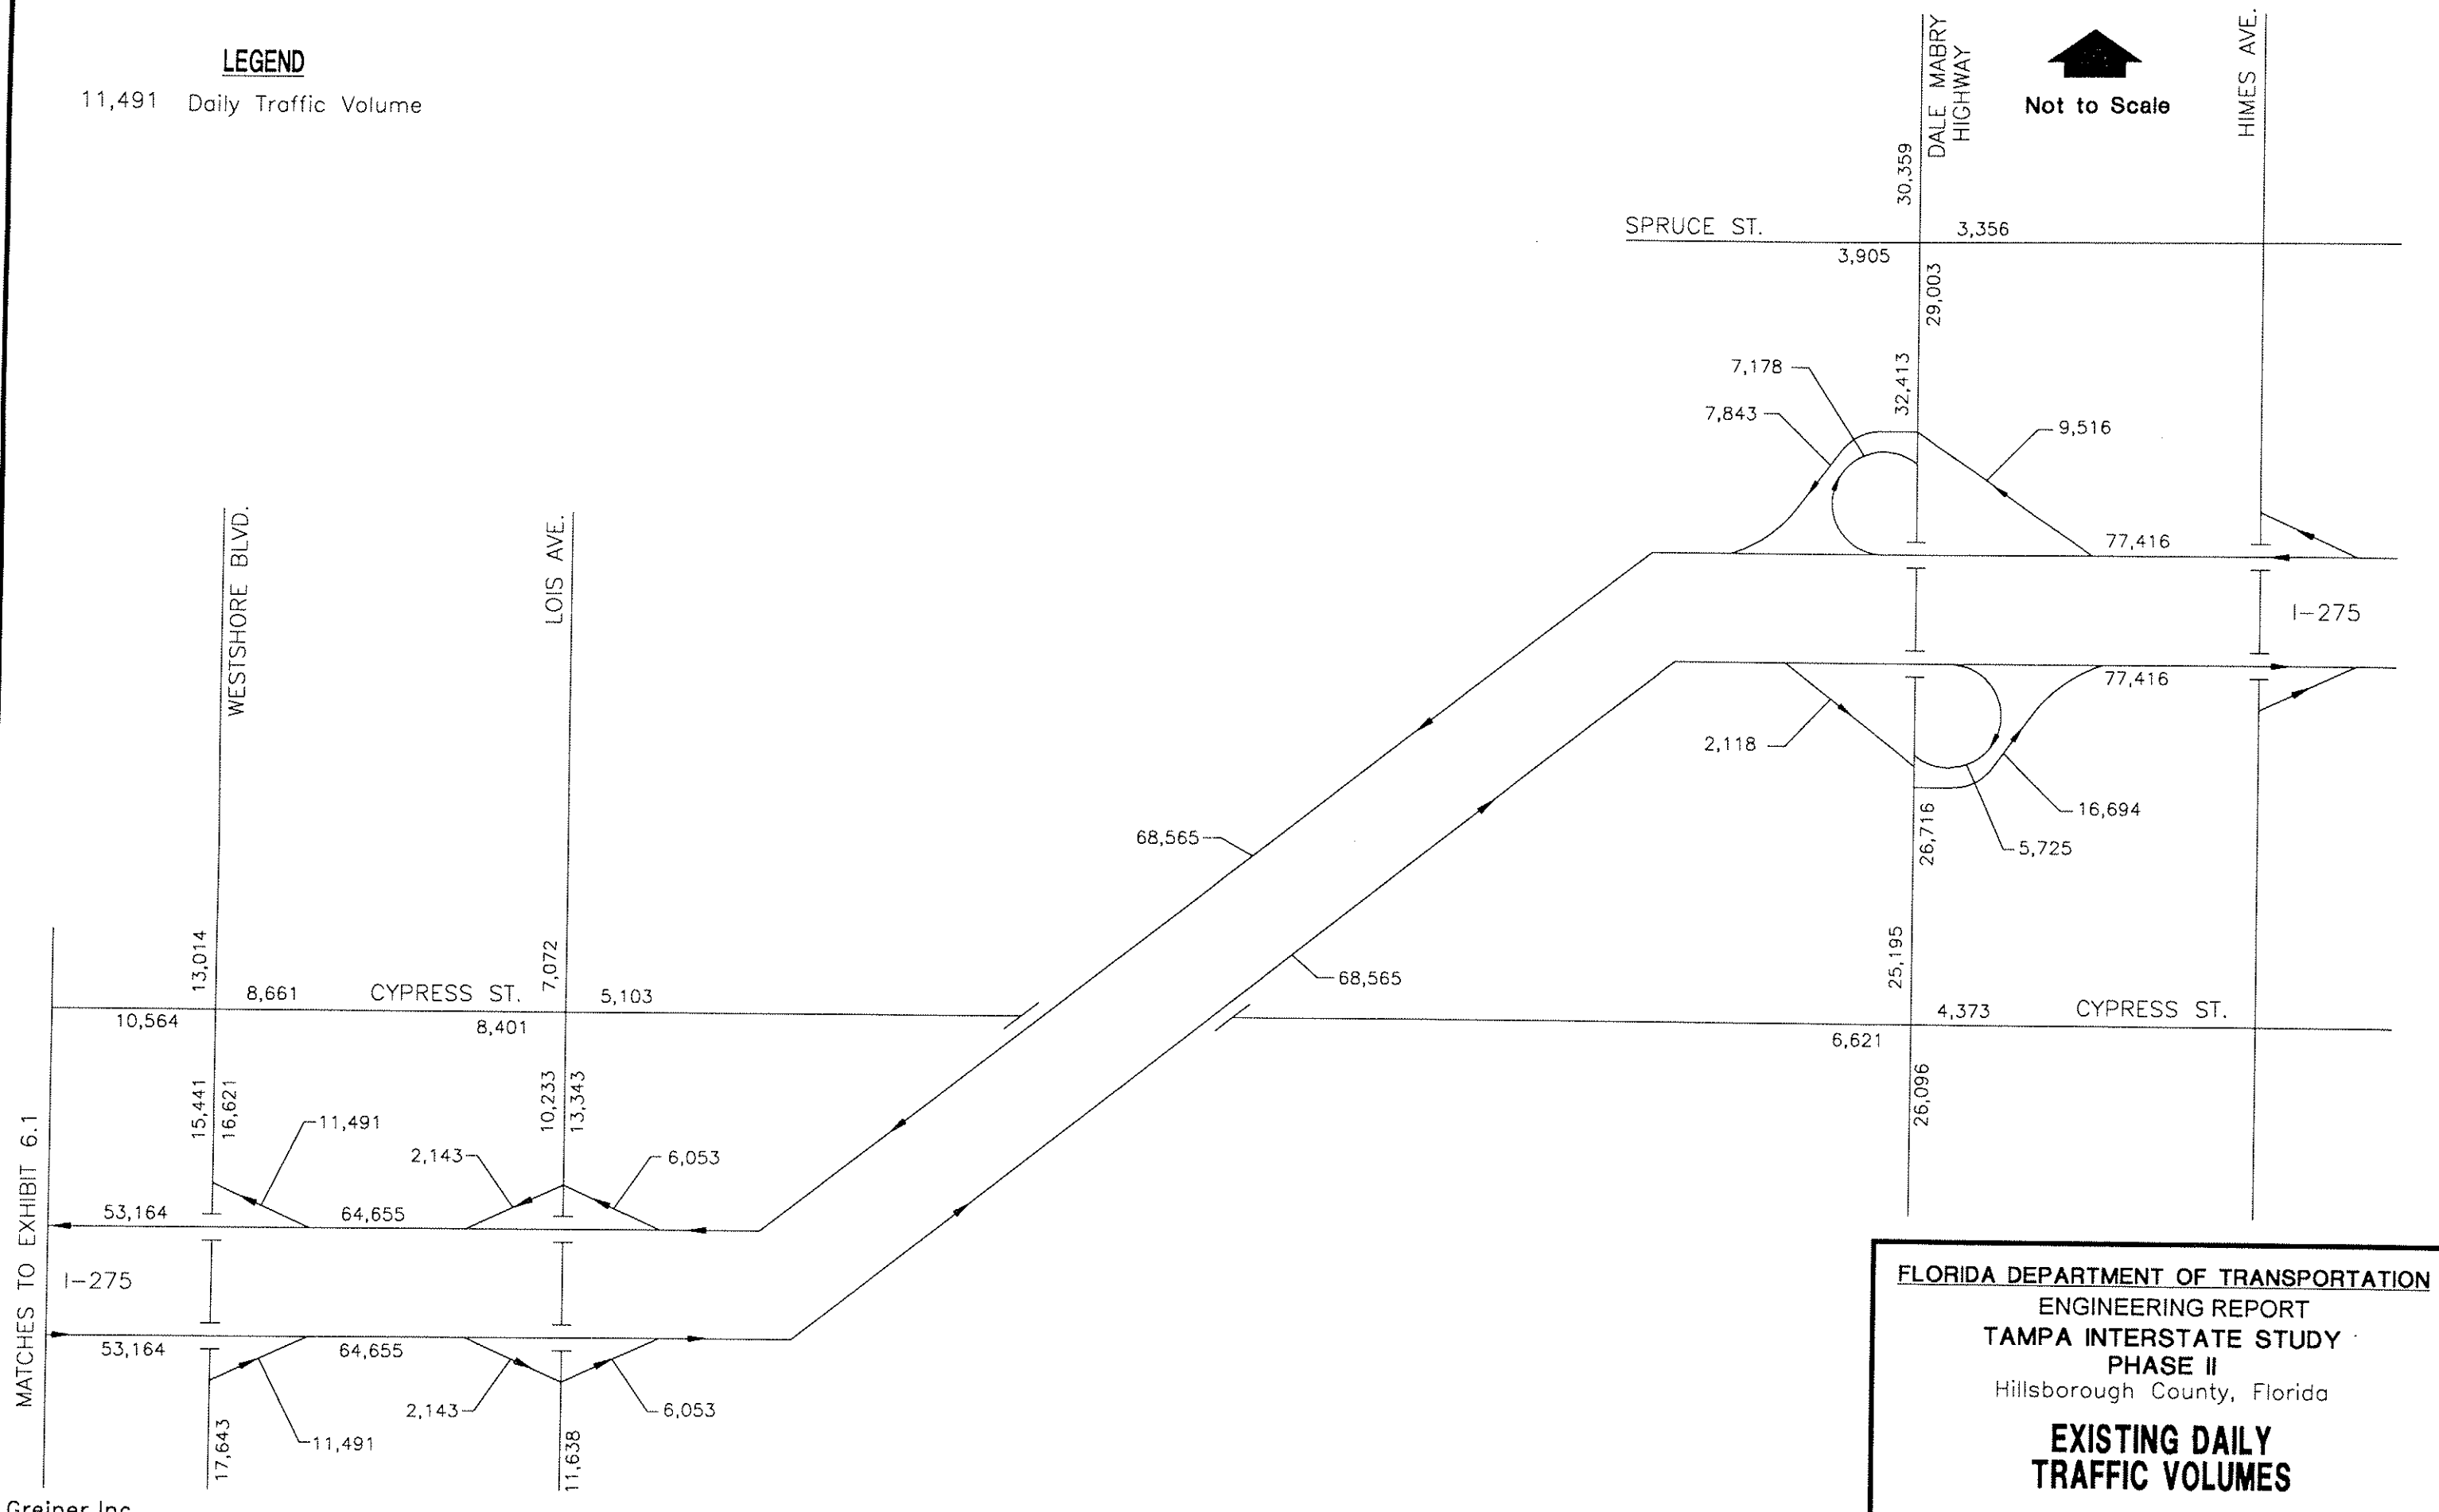 LEGEND
11,491 Daily Traffic Volume
DALE MABRY
HIGHWAY
Not to Scale
HIMES AVE.
30,359
SPRUCE ST.
3,356
3,905
29,003
7,178
32,413
7,843
9,516
WESTSHORE BLVD.
LOIS AVE.
77,416
I-275
77,416
2,118
16,694
26,716
5,725
68,565
13,014
7,072
25,195
68,565
8,661
CYPRESS ST.
5,103
10,564
8,401
4,373
CYPRESS ST.
6,621
15,441
16,621
10,233
13,343
26,096
11,491
2,143
6,053
MATCHES TO EXHIBIT 6.1
53,164
64,655
I-275
53,164
64,655
2,143
6,053
11,491
17,643
11,638
FLORIDA DEPARTMENT OF TRANSPORTATION
ENGINEERING REPORT
TAMPA INTERSTATE STUDY
PHASE II
Hillsborough County, Florida
EXISTING DAILY
TRAFFIC VOLUMES
Greiner Inc